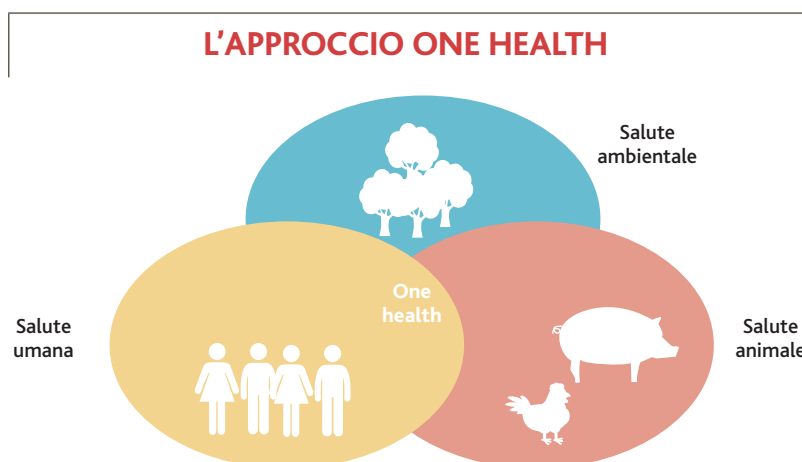 L'APPROCCIO ONE HEALTH
Salute
ambientale
One
health
Salute
umana
Salute
animale